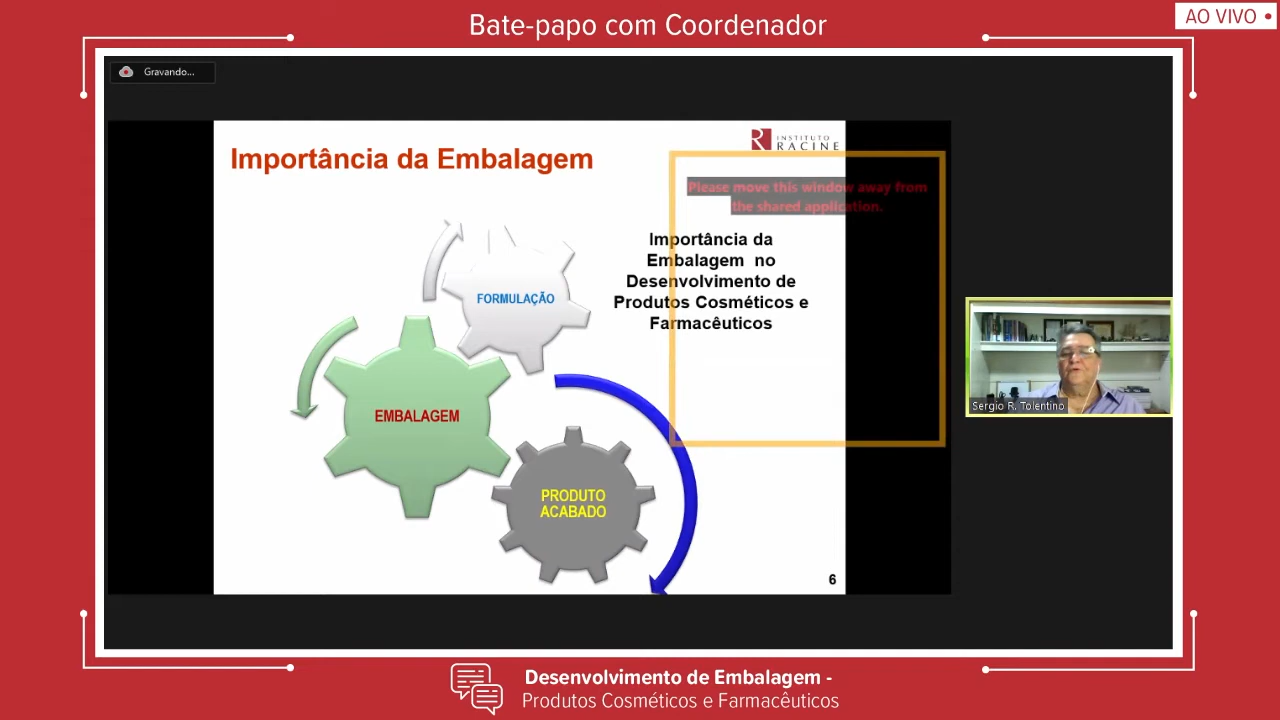 Bate-papo com Coordenador
AO VIVO
Gravando...
Importância da Embalagem
INSTITUTO
RACINE
Please move this window away from
the shared application.
Importância da
Embalagem no
Desenvolvimento de
Produtos Cosméticos e
Farmacêuticos
FORMULAÇÃO
EMBALAGEM
PRODUTO
ACABADO
6
Sergio R. Tolentino
Desenvolvimento de Embalagem -
Produtos Cosméticos e Farmacêuticos